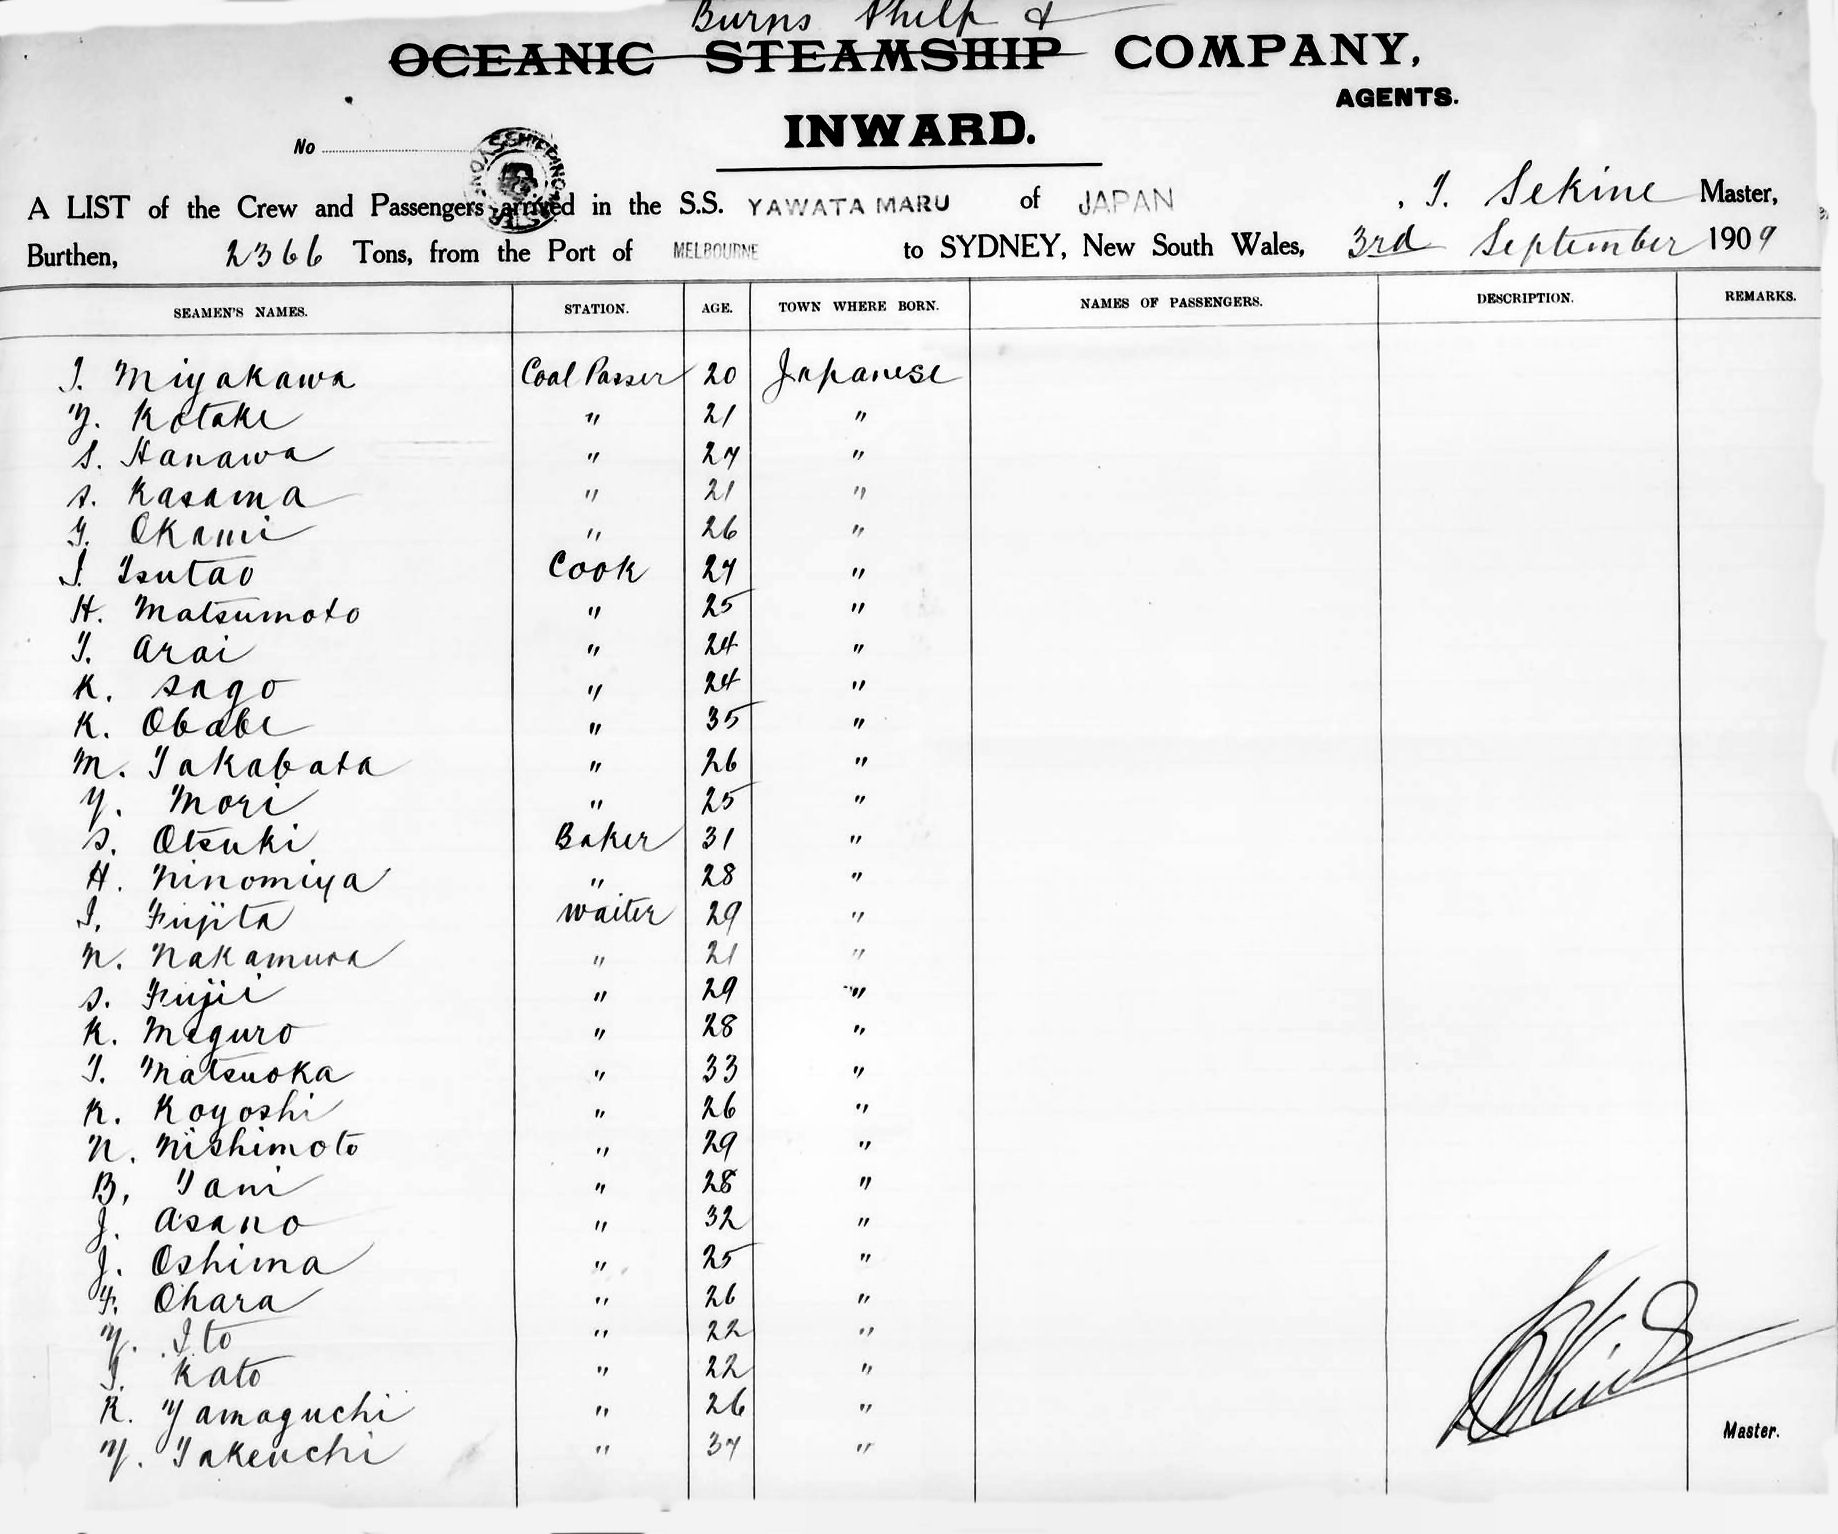 Burns Philp &
OCEANIC STEAMSHIP COMPANY,
AGENTS.
INWARD.
No
A LIST of the Crew and Passengers arrived in the S.S. YAWATA MARU of JAPAN , T. Sekine Master,
Burthen, 2366 Tons, from the Port of MELBOURNE to SYDNEY, New South Wales, 3rd September 1909
SEAMEN'S NAMES. STATION. AGE. TOWN WHERE BORN. NAMES OF PASSENGERS. DESCRIPTION. REMARKS.
I. Miyakawa Coal Passer 20 Japanese
Y. Kotake " 21 "
S. Hanawa " 27 "
S. Kasama " 21 "
G. Okami " 26 "
I. Tsutao Cook 27 "
H. Matsumoto " 25 "
T. Arai " 24 "
K. Sago " 24 "
K. Obabe " 35 "
M. Takabata " 26 "
Y. Mori " 25 "
S. Otsuki Baker 31 "
H. Ninomiya " 28 "
I. Fujita Waiter 29 "
N. Nakamura " 21 "
S. Fujii " 29 "
K. Meguro " 28 "
T. Matsuoka " 33 "
K. Koyoshi " 26 "
N. Nishimoto " 29 "
B. Tani " 28 "
J. Asano " 32 "
J. Oshima " 25 "
F. Ohara " 26 "
Y. Ito " 22 "
I. Kato " 22 "
K. Yamaguchi " 26 "
Y. Takeuchi " 37 "
Master.